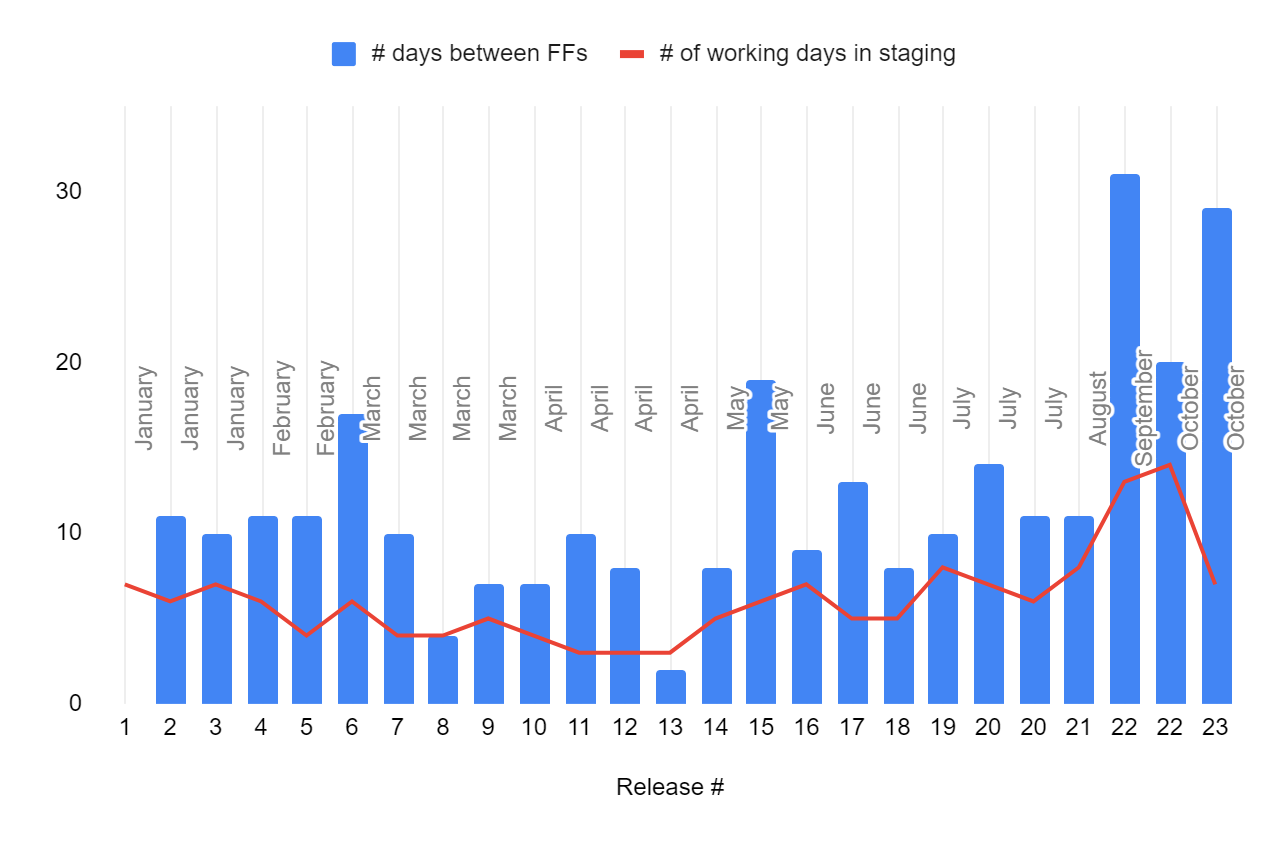 # days between FFs # of working days in staging
30
20
10
0
January January January February February March March March March April April April April May May June June June July July July August September October October
1 2 3 4 5 6 7 8 9 10 11 12 13 14 15 16 17 18 19 20 20 21 22 22 23
Release #